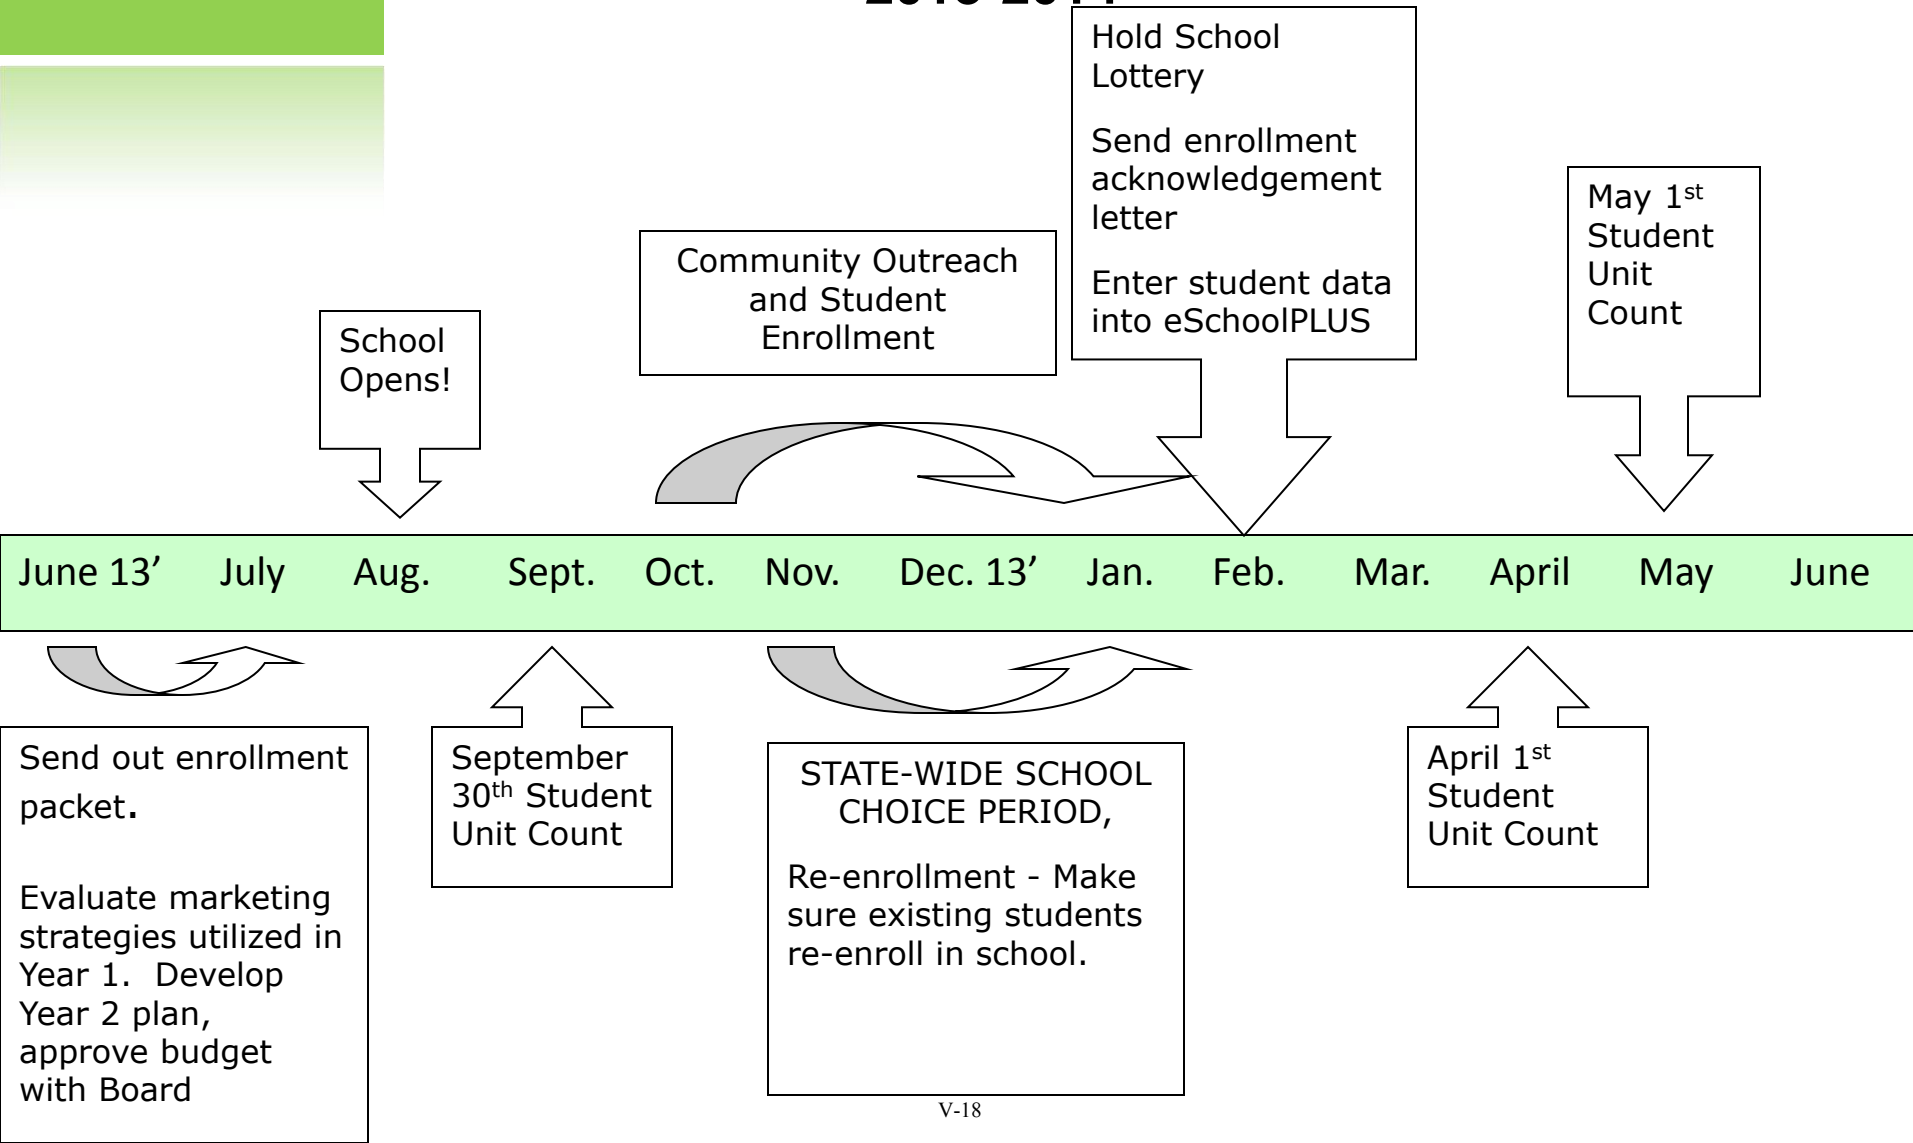 Hold School
Lottery
Send enrollment
acknowledgement
letter
Enter student data
into eSchoolPLUS
May 1st
Student
Unit
Count
Community Outreach
and Student
Enrollment
School
Opens!
June 13’ July Aug. Sept. Oct. Nov. Dec. 13’ Jan. Feb. Mar. April May June
Send out enrollment
packet.
Evaluate marketing
strategies utilized in
Year 1. Develop
Year 2 plan,
approve budget
with Board
September
30th Student
Unit Count
STATE-WIDE SCHOOL
CHOICE PERIOD,
Re-enrollment - Make
sure existing students
re-enroll in school.
April 1st
Student
Unit Count
V-18